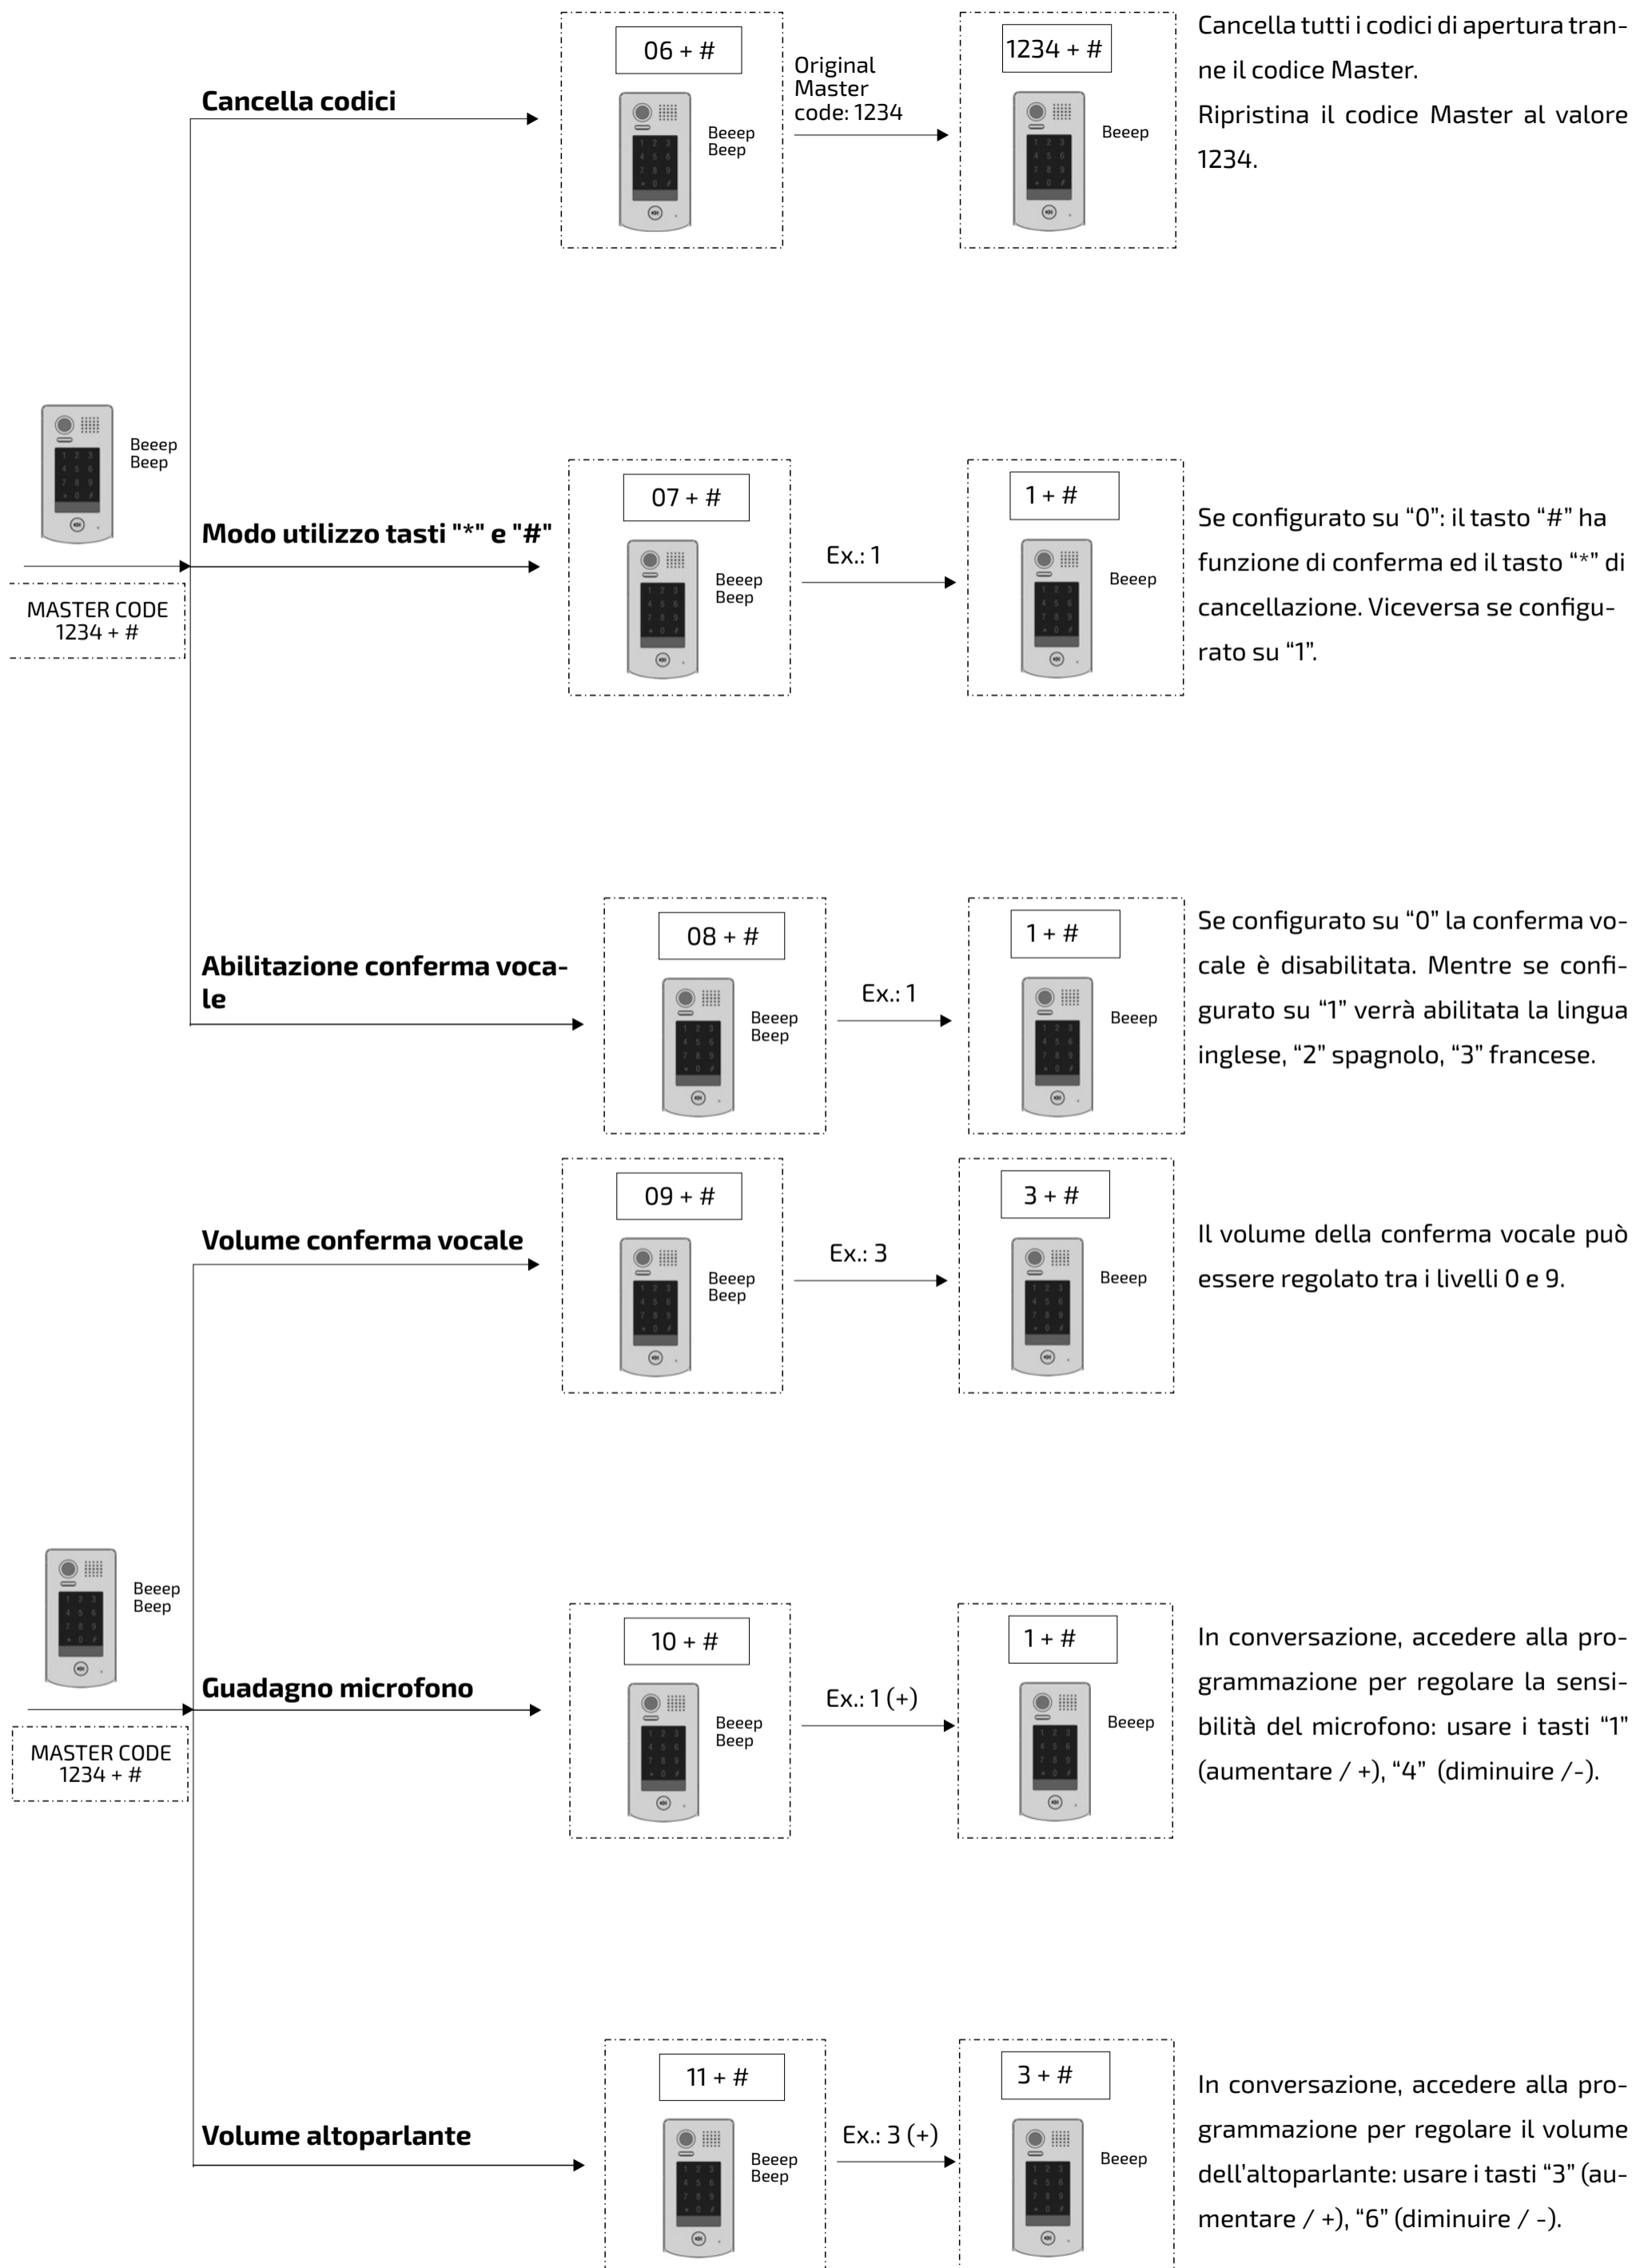 Cancella codici
06 + #
Beeep
Beep
Original
Master
code: 1234
1234 + #
Beeep
Cancella tutti i codici di apertura tran-
ne il codice Master.
Ripristina il codice Master al valore
1234.
Beeep
Beep
MASTER CODE
1234 + #
Modo utilizzo tasti "*" e "#"
07 + #
Beeep
Beep
Ex.: 1
1 + #
Beeep
Se configurato su “0”: il tasto “#” ha
funzione di conferma ed il tasto “*” di
cancellazione. Viceversa se configu-
rato su “1”.
Abilitazione conferma voca-
le
08 + #
Beeep
Beep
Ex.: 1
1 + #
Beeep
Se configurato su “0” la conferma vo-
cale è disabilitata. Mentre se confi-
gurato su “1” verrà abilitata la lingua
inglese, “2” spagnolo, “3” francese.
Volume conferma vocale
09 + #
Beeep
Beep
Ex.: 3
3 + #
Beeep
Il volume della conferma vocale può
essere regolato tra i livelli 0 e 9.
Beeep
Beep
MASTER CODE
1234 + #
Guadagno microfono
10 + #
Beeep
Beep
Ex.: 1 (+)
1 + #
Beeep
In conversazione, accedere alla pro-
grammazione per regolare la sensi-
bilità del microfono: usare i tasti “1”
(aumentare / +), “4” (diminuire /-).
Volume altoparlante
11 + #
Beeep
Beep
Ex.: 3 (+)
3 + #
Beeep
In conversazione, accedere alla pro-
grammazione per regolare il volume
dell’altoparlante: usare i tasti “3” (au-
mentare / +), “6” (diminuire / -).